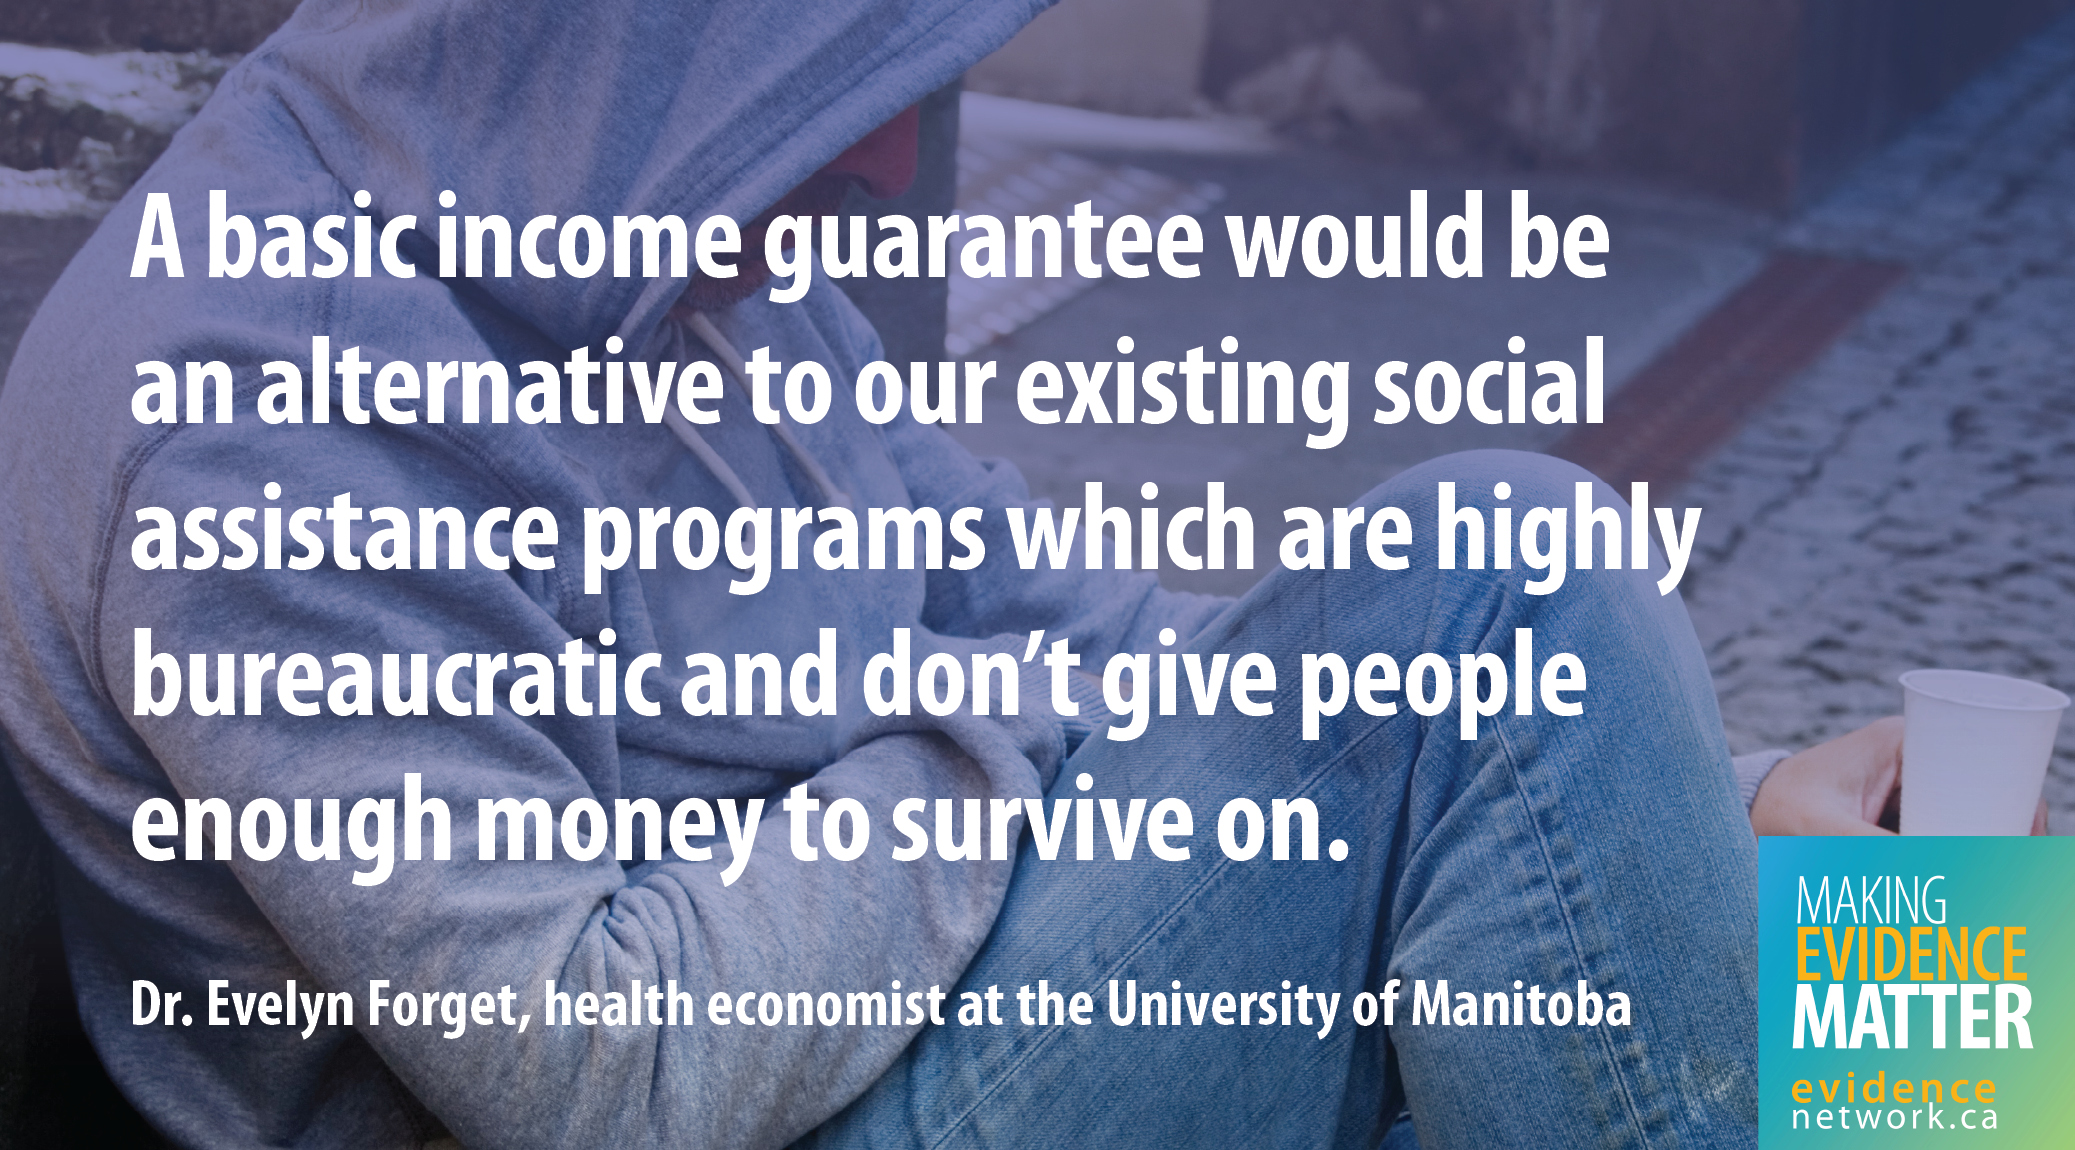 A basic income guarantee would be
an alternative to our existing social
assistance programs which are highly
bureaucratic and don’t give people
enough money to survive on.
Dr. Evelyn Forget, health economist at the University of Manitoba
MAKING
EVIDENCE
MATTER
evidence
network.ca